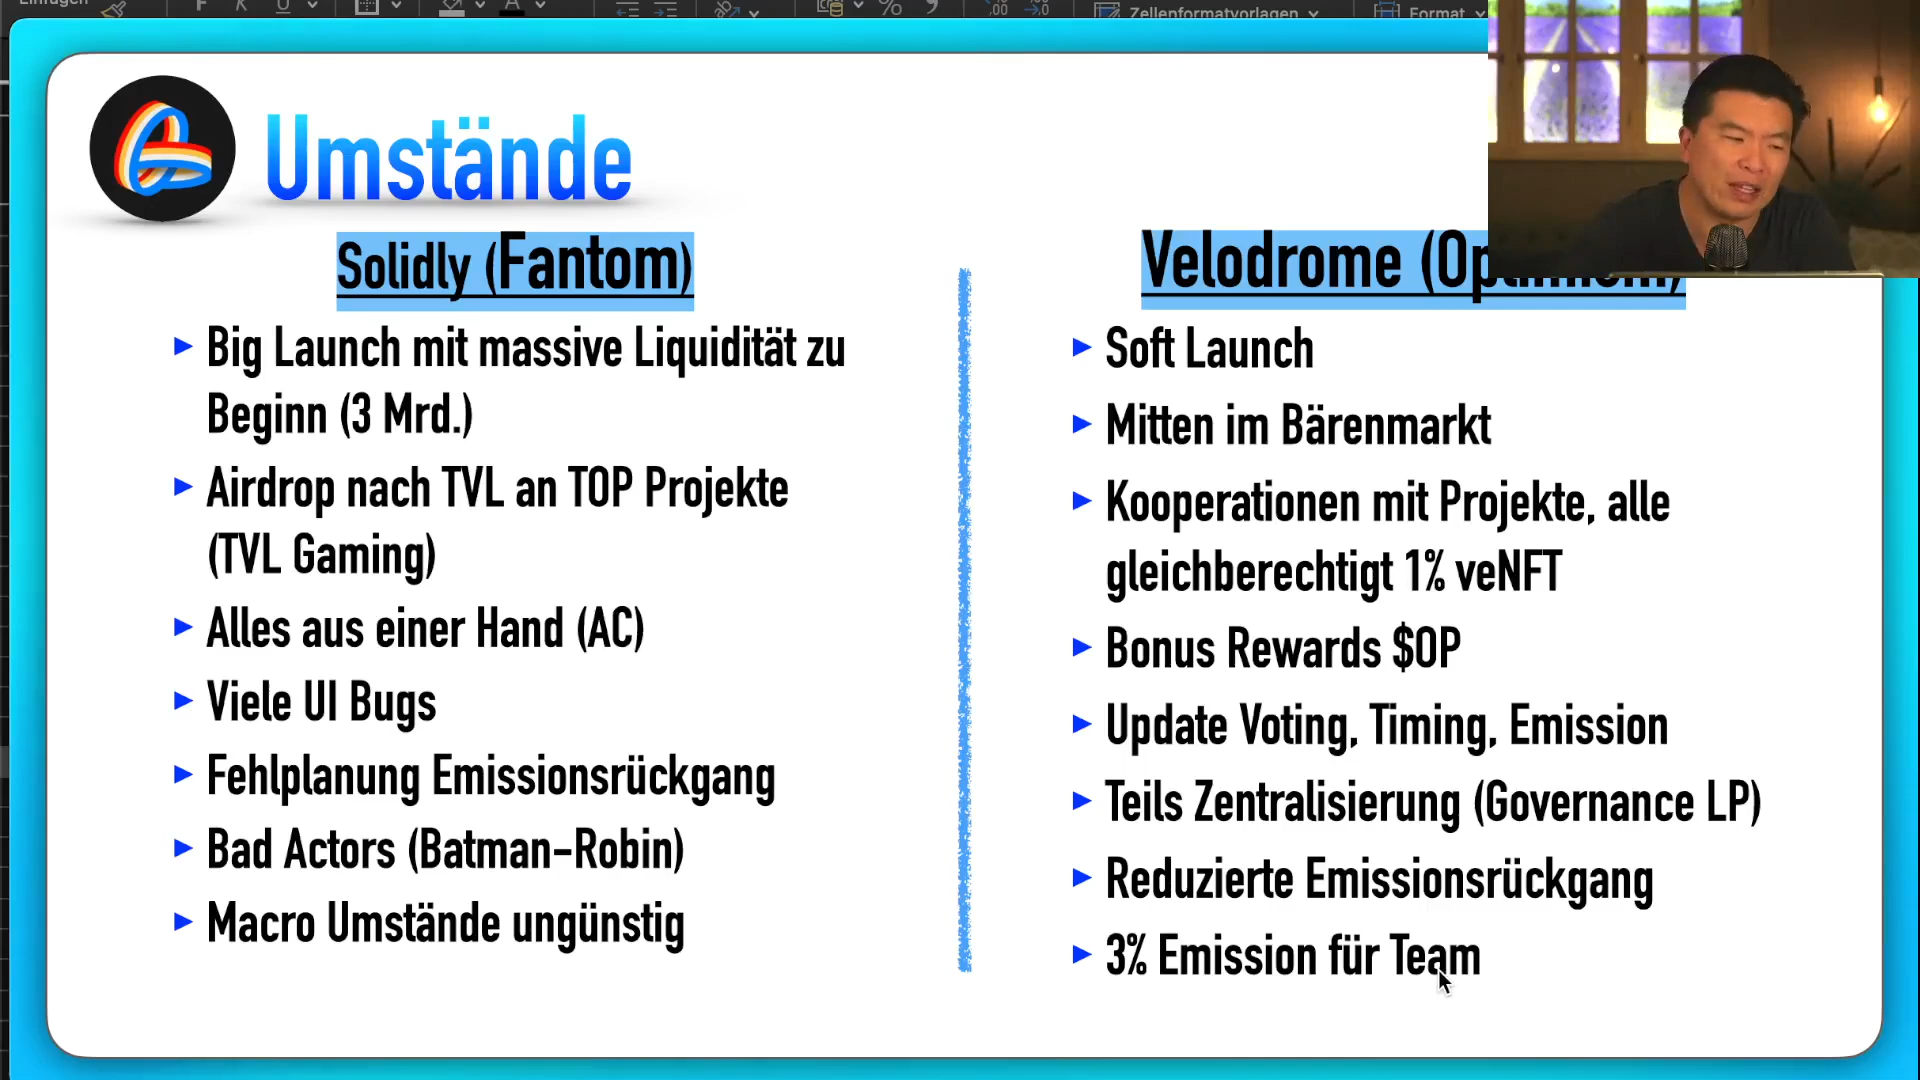 Einfügen
F K U A
Zellenformatvorlagen
Format
Umstände
Solidly (Fantom)
Big Launch mit massive Liquidität zu
Beginn (3 Mrd.)
Airdrop nach TVL an TOP Projekte
(TVL Gaming)
Alles aus einer Hand (AC)
Viele UI Bugs
Fehlplanung Emissionsrückgang
Bad Actors (Batman-Robin)
Macro Umstände ungünstig
Velodrome (Optimism)
Soft Launch
Mitten im Bärenmarkt
Kooperationen mit Projekte, alle
gleichberechtigt 1% veNFT
Bonus Rewards $OP
Update Voting, Timing, Emission
Teils Zentralisierung (Governance LP)
Reduzierte Emissionsrückgang
3% Emission für Team